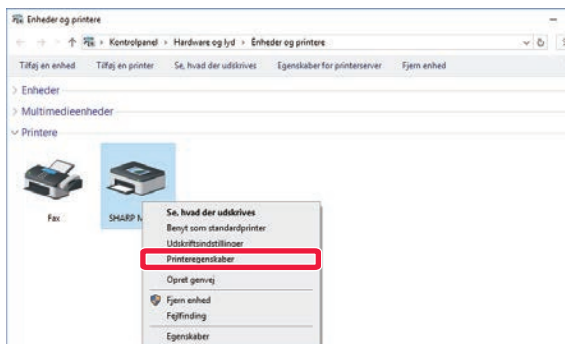 Enheder og printere
Kontrolpanel › Hardware og lyd › Enheder og printere
Tilføj en enhed Tilføj en printer Se, hvad der udskrives Egenskaber for printerserver Fjern enhed
Enheder
Multimedieenheder
Printere
Fax
SHARP
Se, hvad der udskrives
Benyt som standardprinter
Udskriftsindstillinger
Printeregenskaber
Opret genvej
Fjern enhed
Fejlfinding
Egenskaber